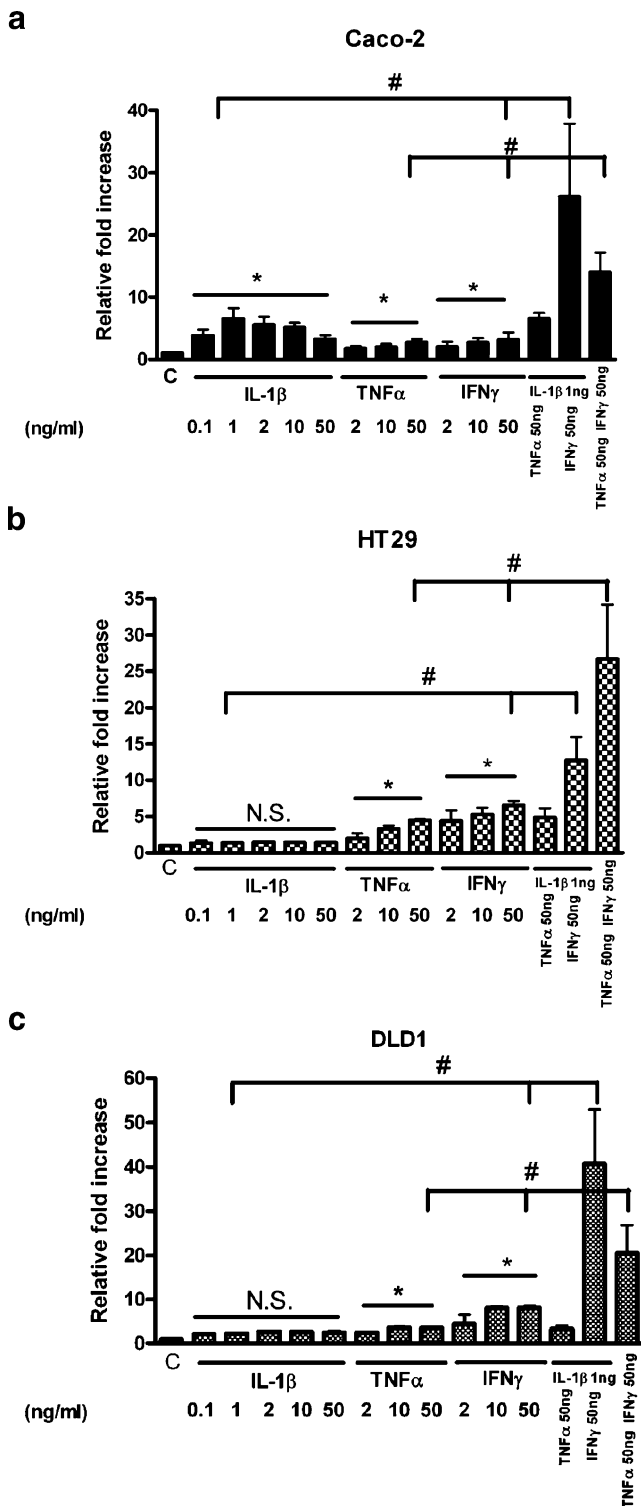 a
Caco-2
#
#
40
30
20
10
0
Relative fold increase
*
*
*
C
IL-1β
TNFα
IFNγ
IL-1β 1ng
(ng/ml)
0.1 1 2 10 50 2 10 50 2 10 50
TNFα 50ng
IFNγ 50ng
TNFα 50ng IFNγ 50ng
b
HT29
#
#
35
30
25
20
15
10
5
0
Relative fold increase
N.S.
*
*
C
IL-1β
TNFα
IFNγ
IL-1β 1ng
(ng/ml)
0.1 1 2 10 50 2 10 50 2 10 50
TNFα 50ng
IFNγ 50ng
TNFα 50ng IFNγ 50ng
c
DLD1
#
#
60
50
40
30
20
10
0
Relative fold increase
N.S.
*
*
C
IL-1β
TNFα
IFNγ
IL-1β 1ng
(ng/ml)
0.1 1 2 10 50 2 10 50 2 10 50
TNFα 50ng
IFNγ 50ng
TNFα 50ng IFNγ 50ng